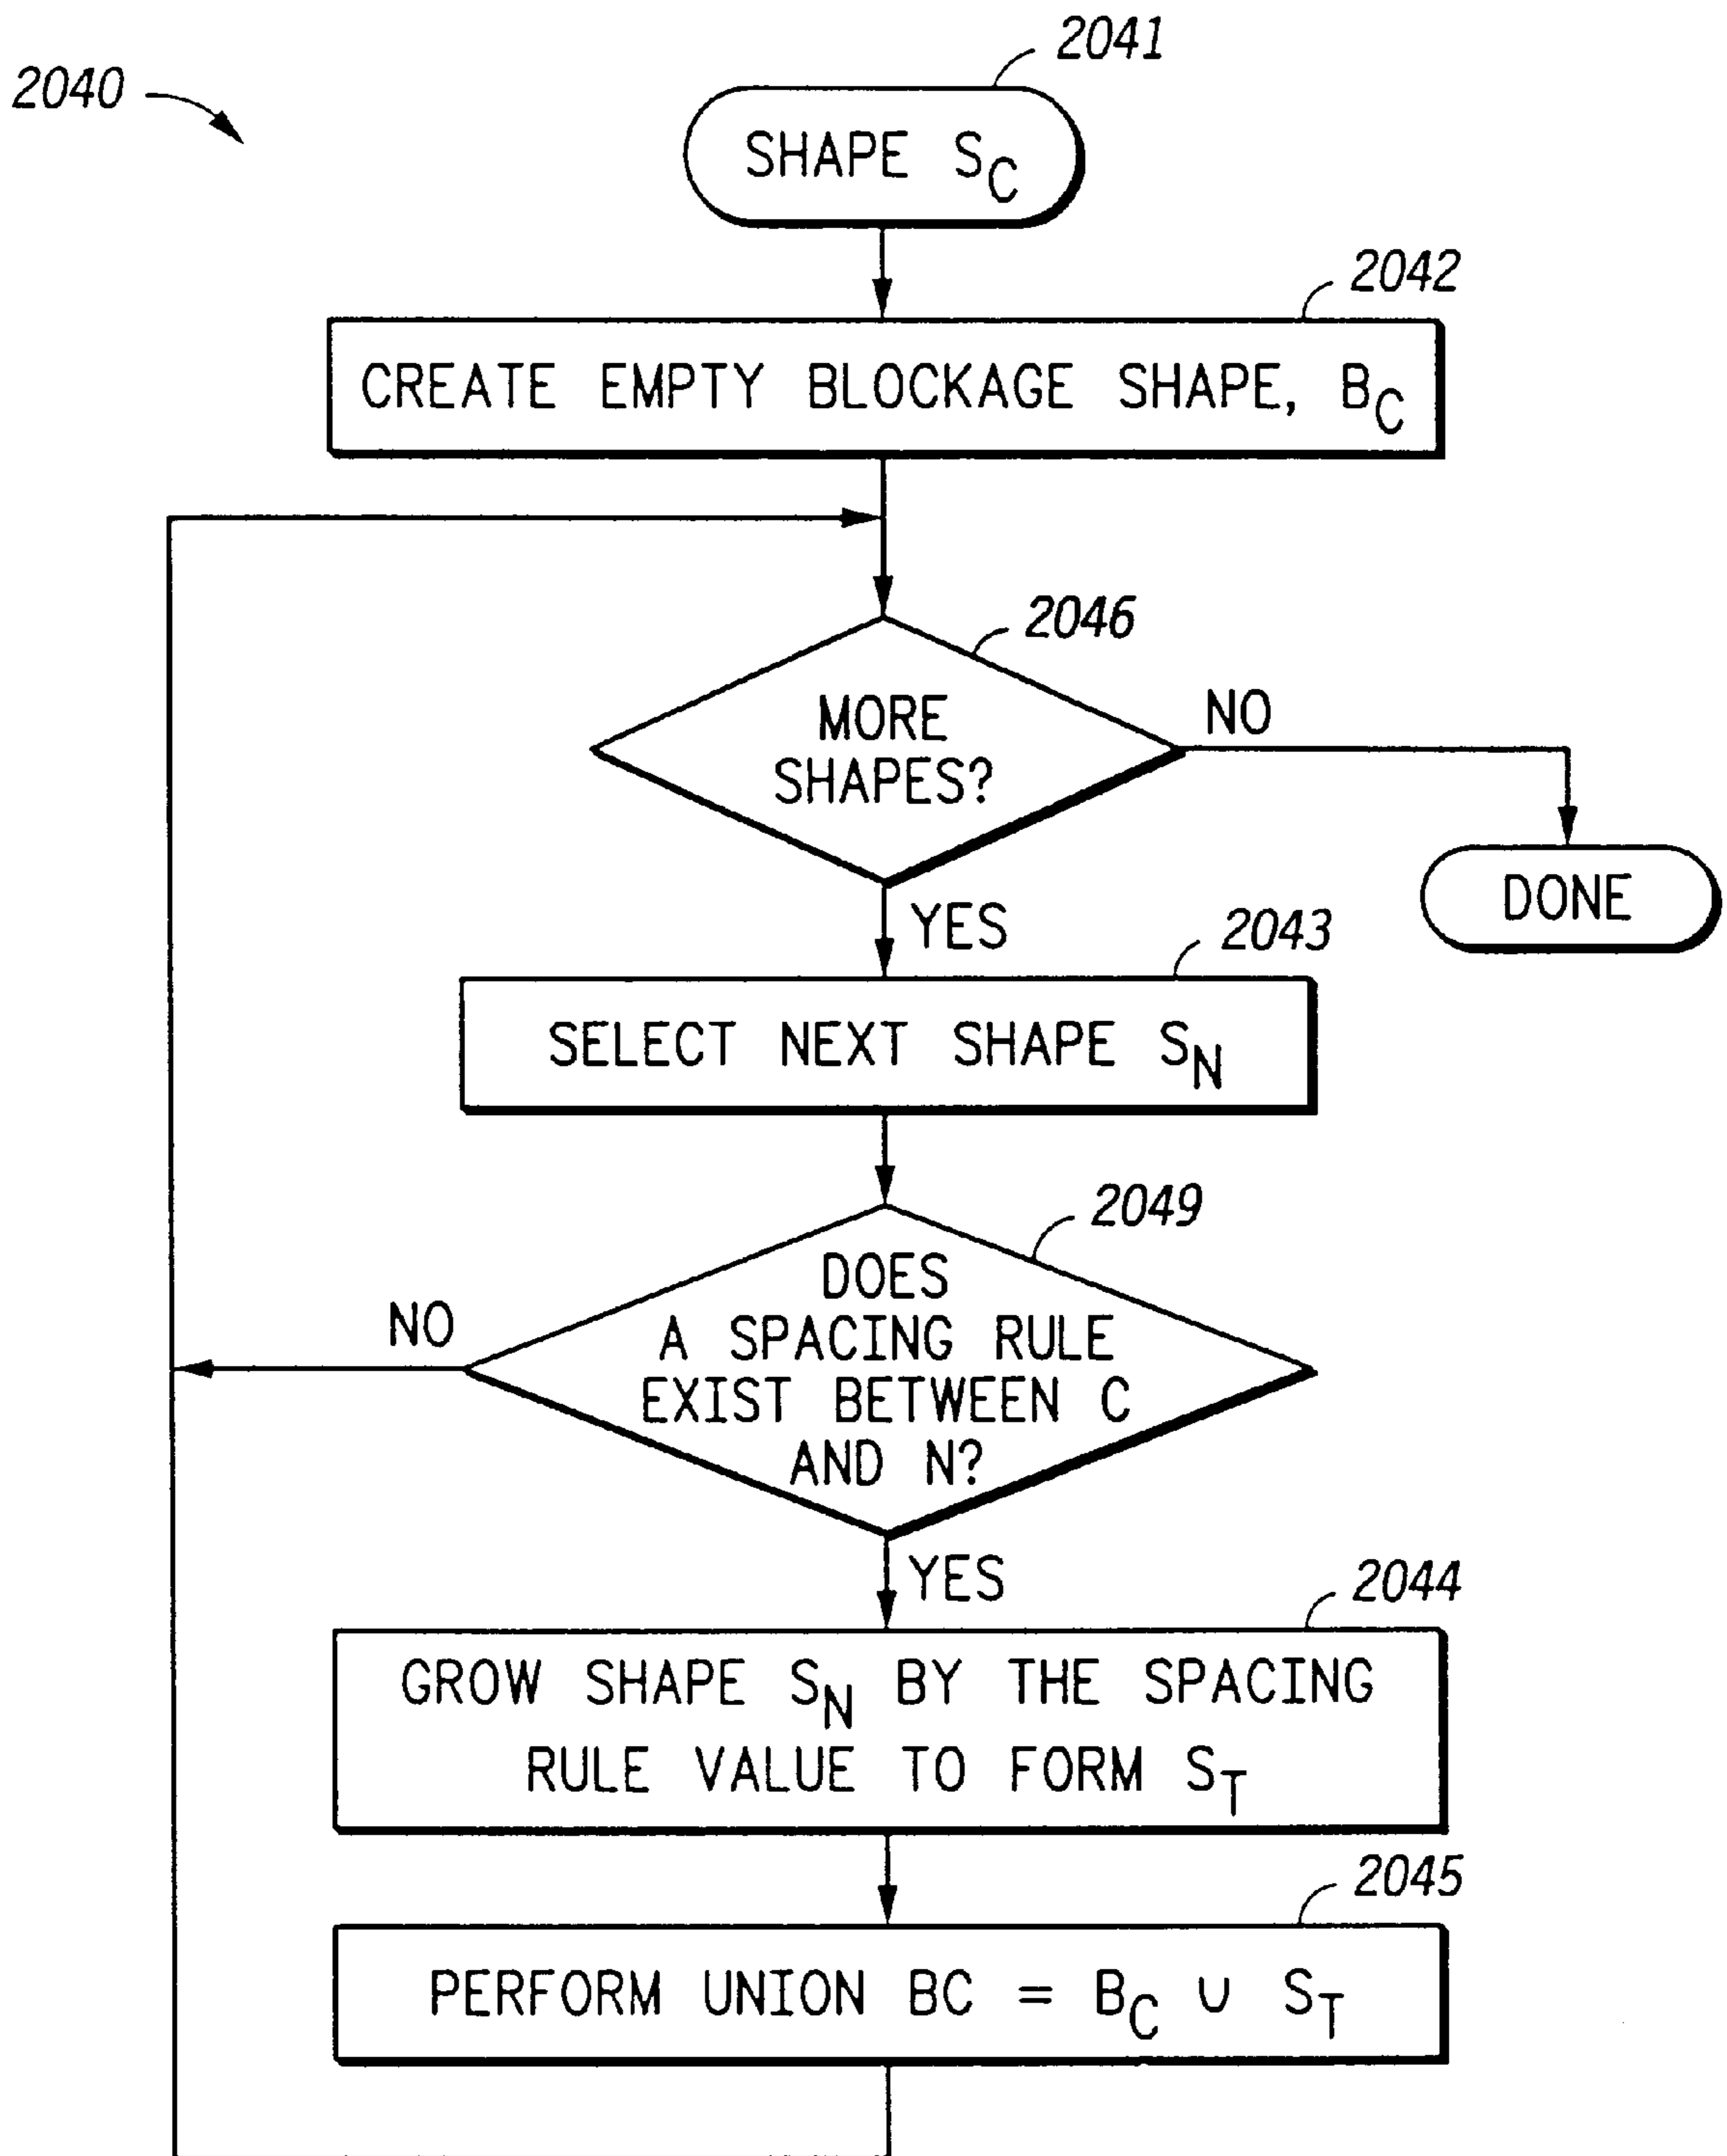 2040
2041
SHAPE S_C
2042
CREATE EMPTY BLOCKAGE SHAPE, B_C
2046
MORE
SHAPES?
NO
DONE
YES
2043
SELECT NEXT SHAPE S_N
2049
DOES
A SPACING RULE
EXIST BETWEEN C
AND N?
NO
YES
2044
GROW SHAPE S_N BY THE SPACING
RULE VALUE TO FORM S_T
2045
PERFORM UNION BC = B_C ∪ S_T